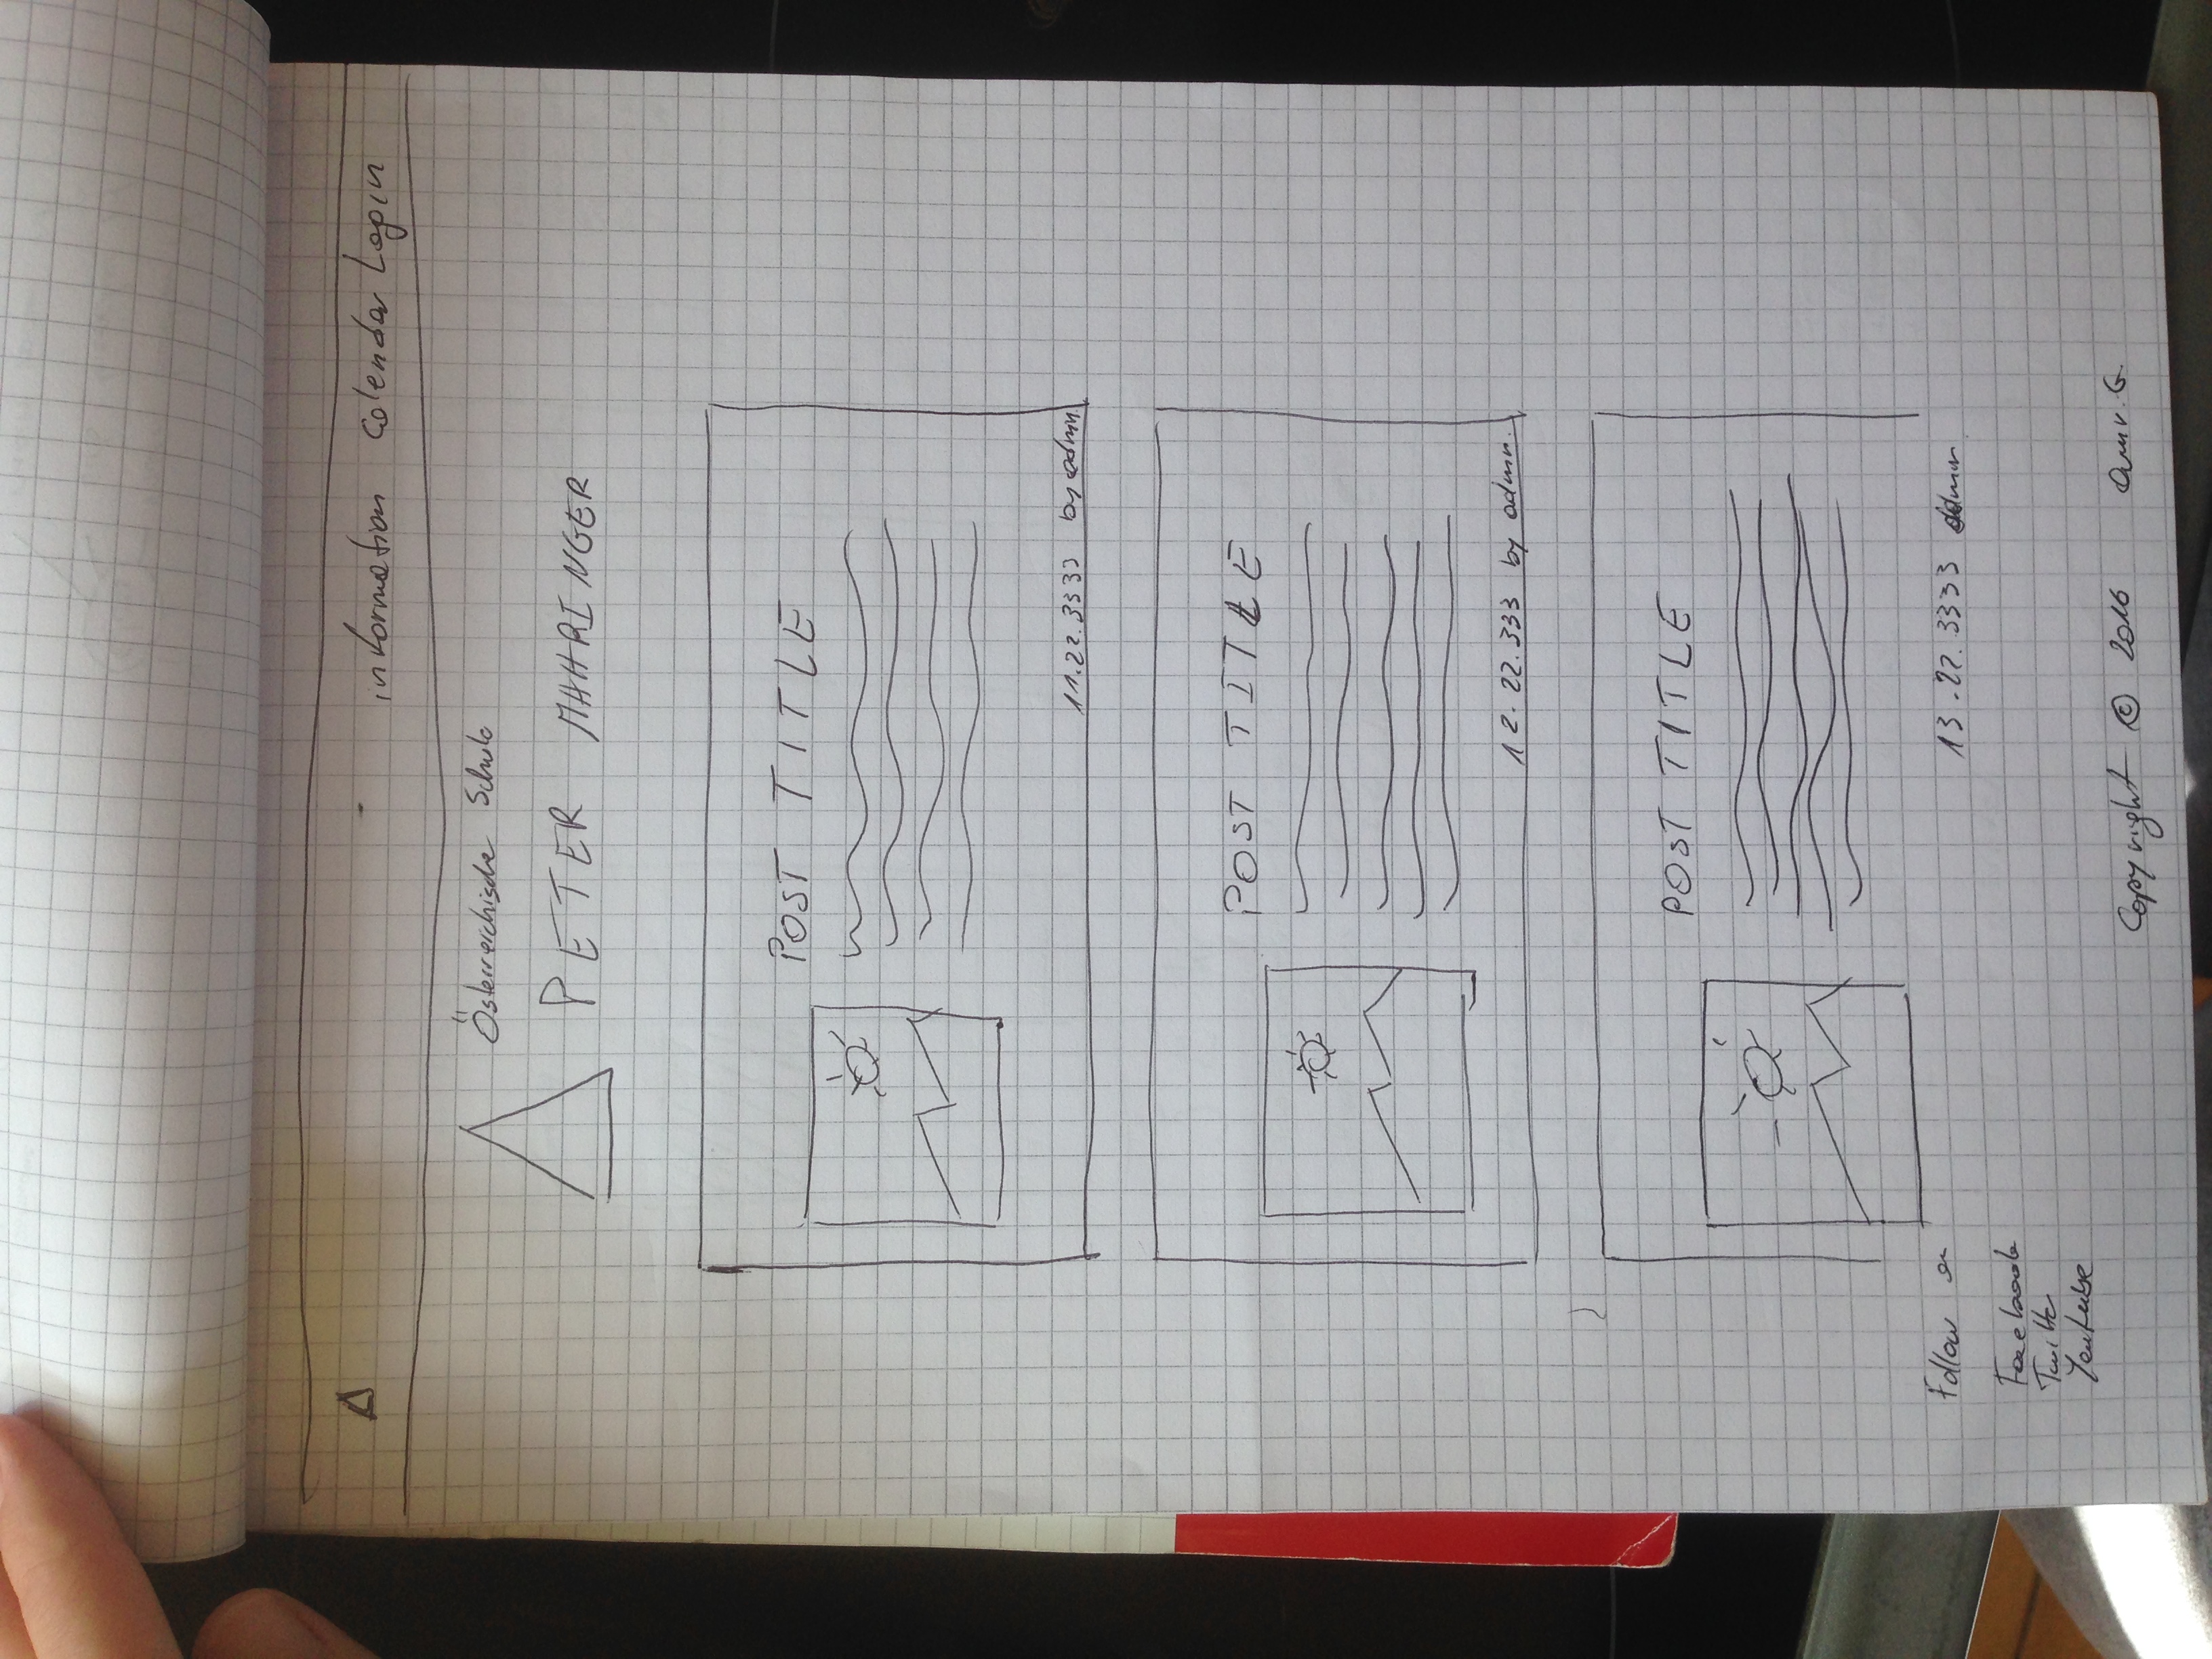 information Calendar Login
Österreichische Schule
PETER MAHRINGER
POST TITLE
11.22.3333 by admin
POST TITLE
12.22.333 by admin
POST TITLE
13.22.3333 admin
Follow on
Facebook
Twitter
Youtube
Copyright © 2016 Omar. G.